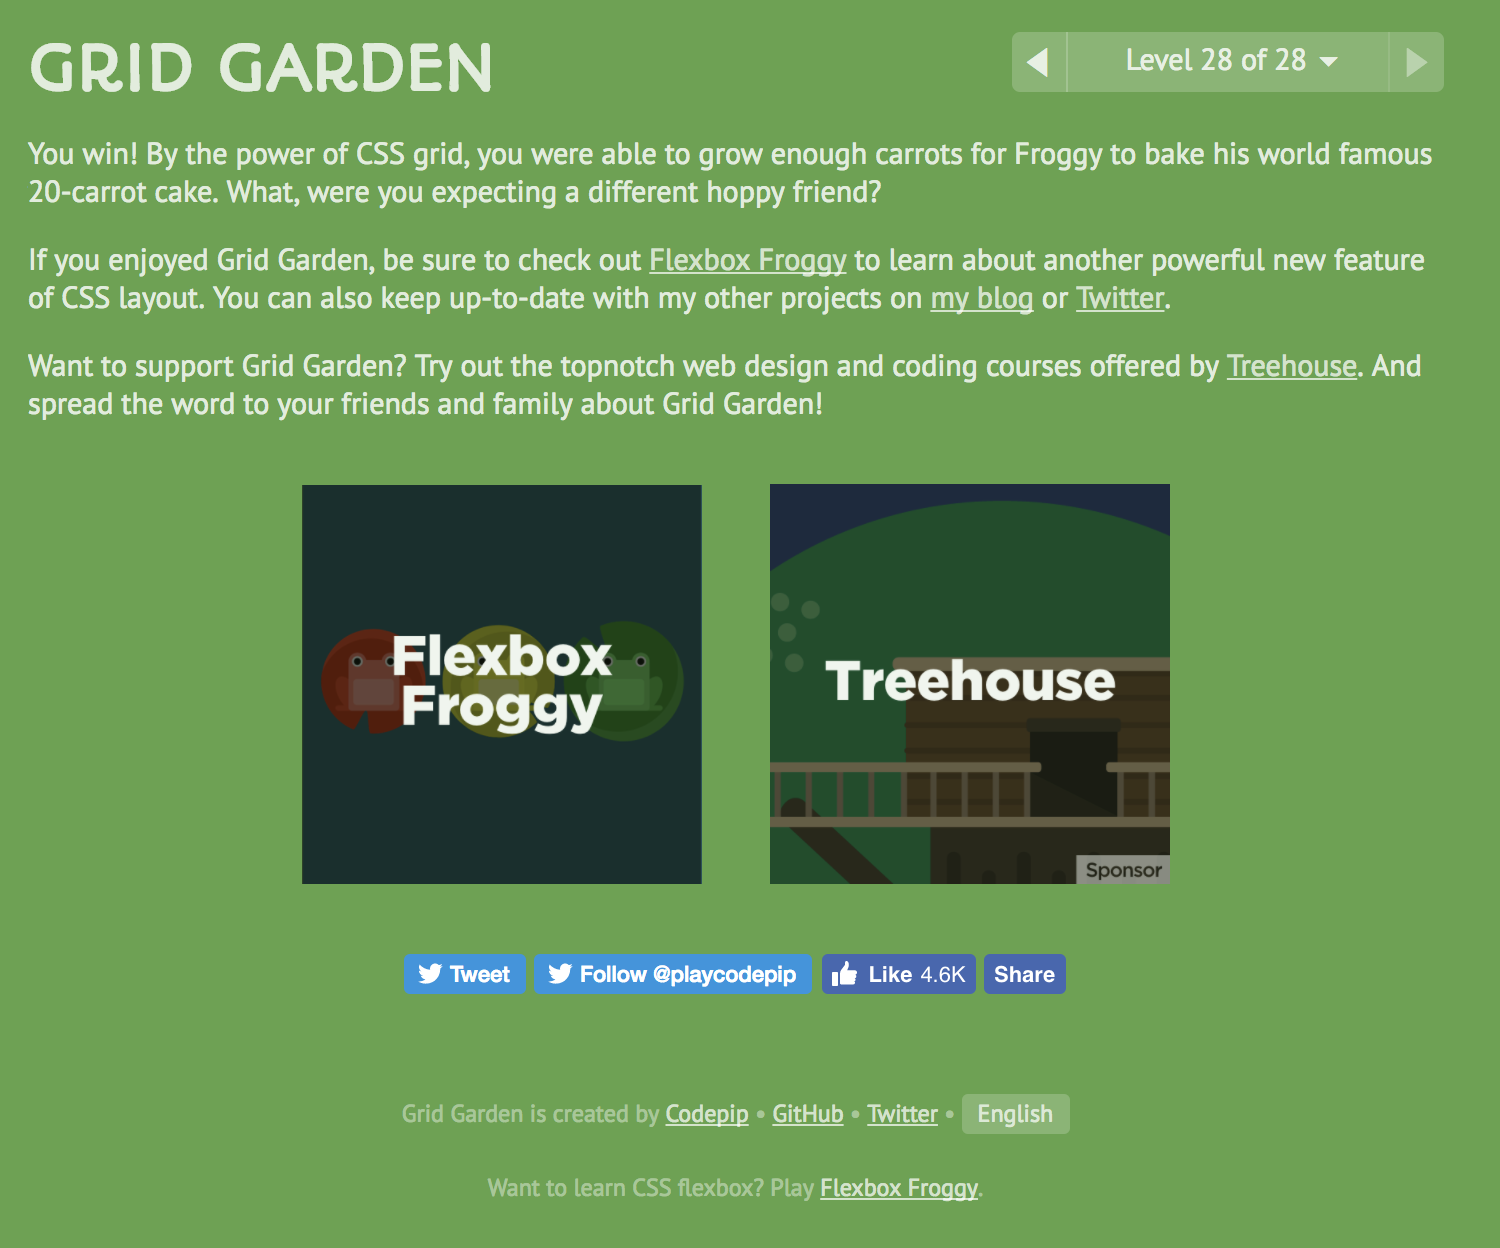 GRID GARDEN
Level 28 of 28
You win! By the power of CSS grid, you were able to grow enough carrots for Froggy to bake his world famous
20-carrot cake. What, were you expecting a different hoppy friend?
If you enjoyed Grid Garden, be sure to check out Flexbox Froggy to learn about another powerful new feature
of CSS layout. You can also keep up-to-date with my other projects on my blog or Twitter.
Want to support Grid Garden? Try out the topnotch web design and coding courses offered by Treehouse. And
spread the word to your friends and family about Grid Garden!
Flexbox
Froggy
Treehouse
Sponsor
Tweet
Follow @playcodepip
Like 4.6K
Share
Grid Garden is created by Codepip • GitHub • Twitter • English
Want to learn CSS flexbox? Play Flexbox Froggy.